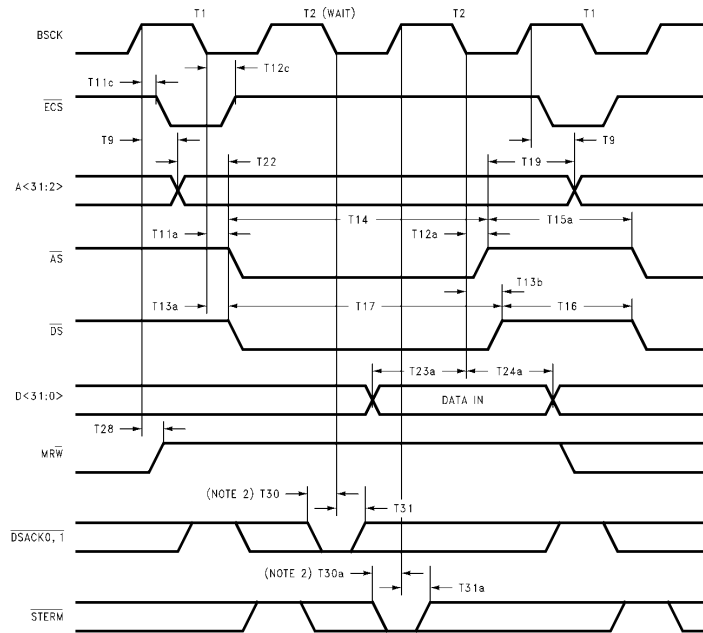 T1 T2 (WAIT) T2 T1
BSCK
T12c
T11c
ECS
T9 T9
T22 T19
A<31:2>
T14 T15a
T11a T12a
AS
T13b
T13a T17 T16
DS
T23a T24a
D<31:0> DATA IN
T28
MRW
(NOTE 2) T30
T31
DSACK0, 1
(NOTE 2) T30a
T31a
STERM